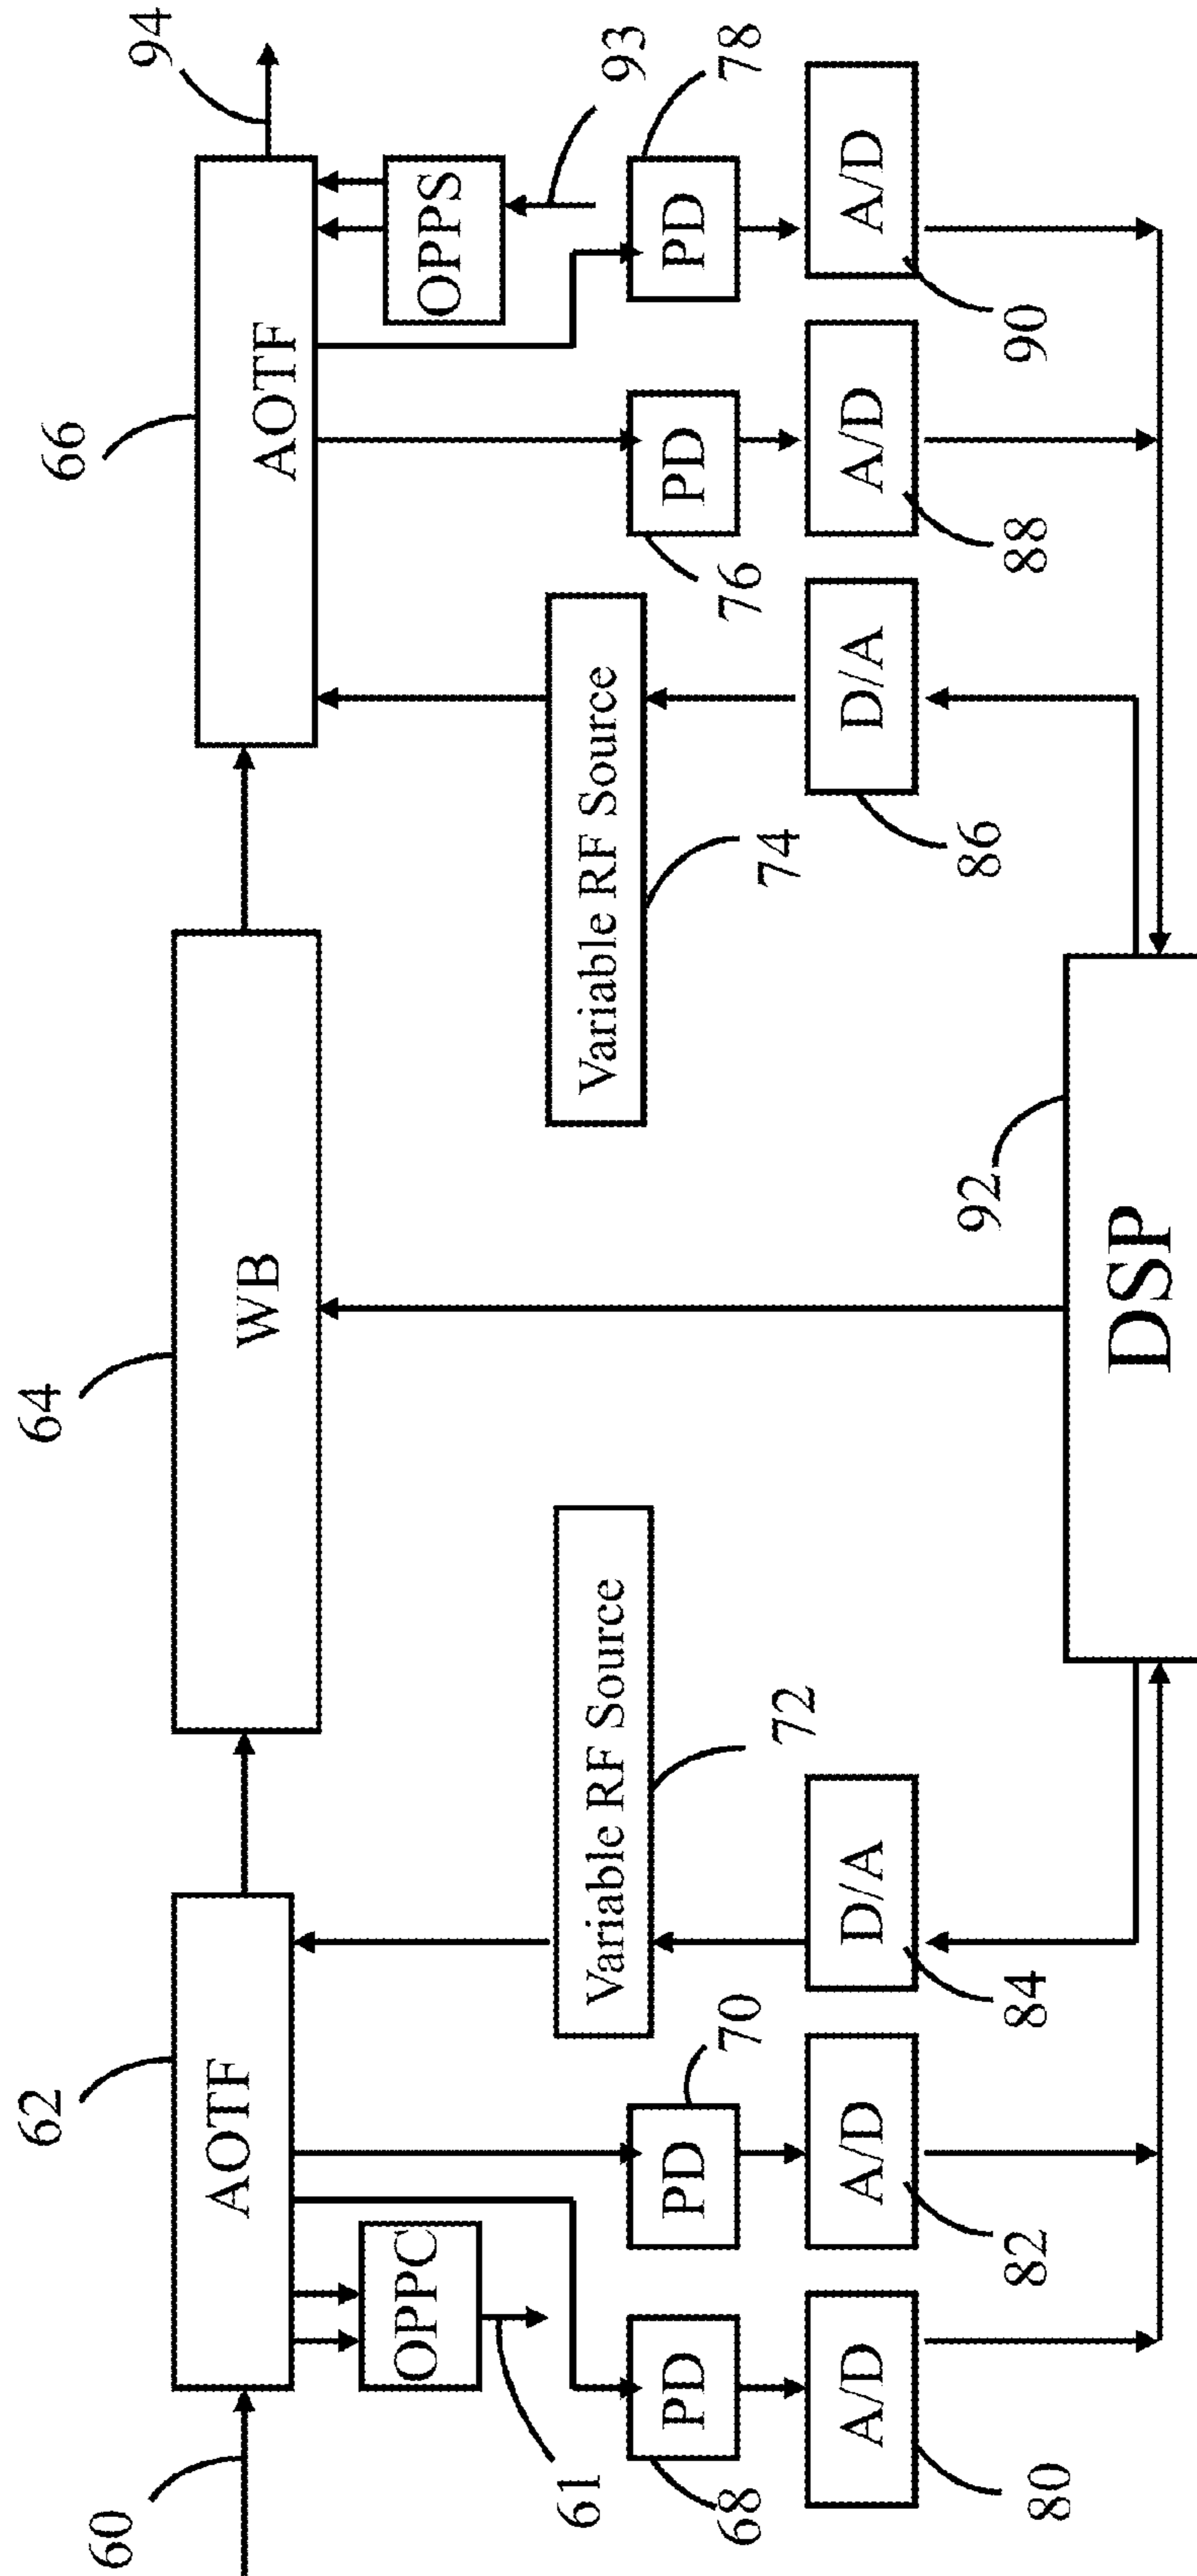 60
62
64
66
94
AOTF
WB
AOTF
OPPC
OPPS
61
93
Variable RF Source
Variable RF Source
72
74
68
PD
PD
70
76
PD
PD
78
A/D
A/D
D/A
D/A
A/D
A/D
80
82
84
86
88
90
92
DSP